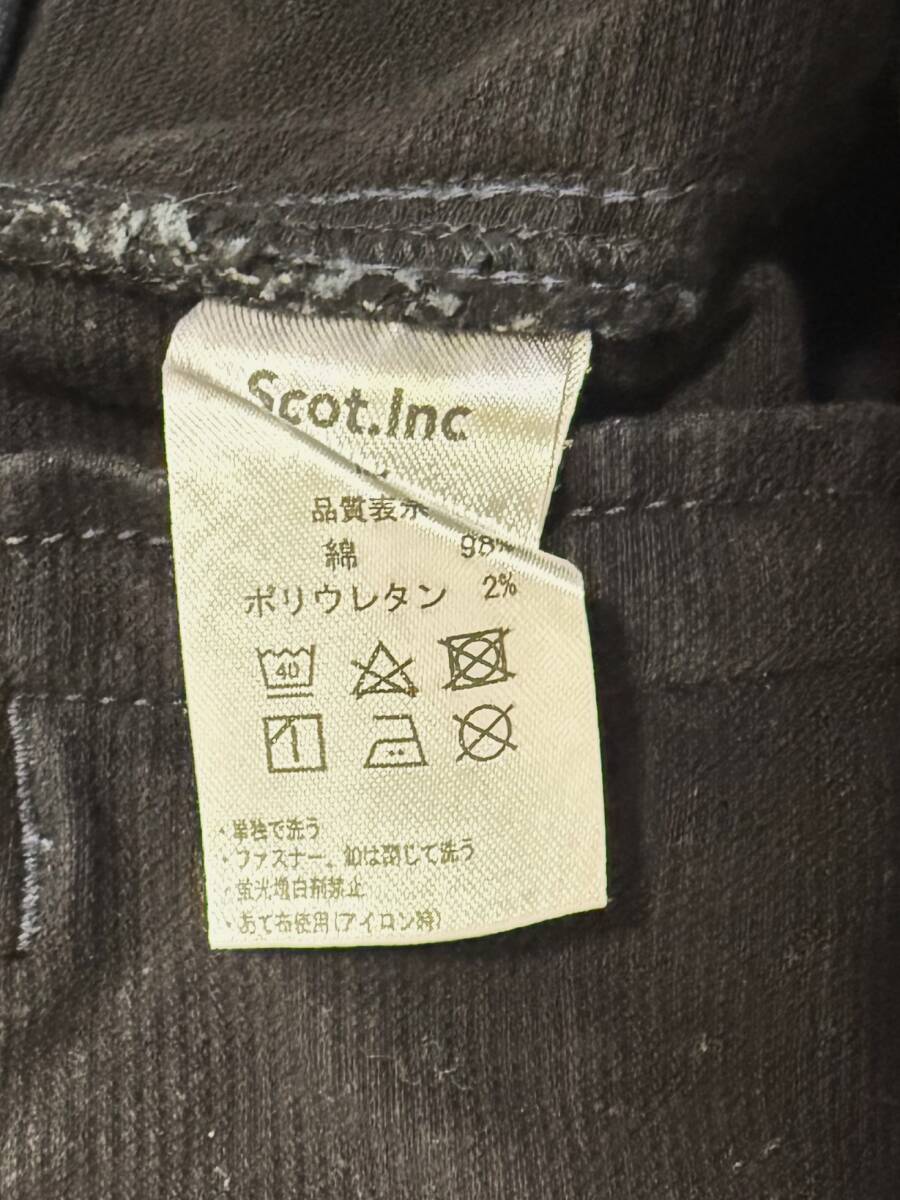 Scot.Inc
品質表示
綿 98%
ポリウレタン 2%
40
・単独で洗う
・ファスナー、釦は閉じて洗う
・蛍光増白剤禁止
・あて布使用(アイロン時)